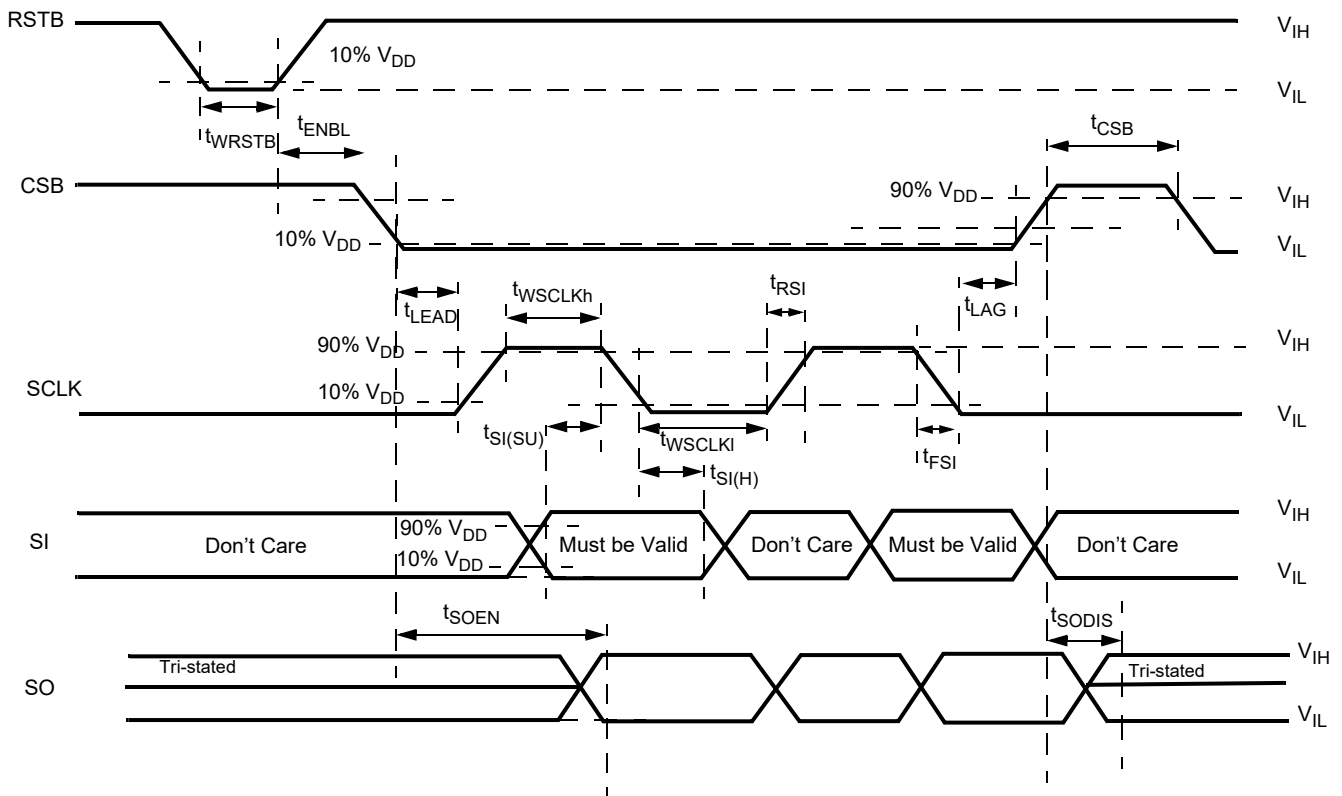 RSTB
V_IH
10% V_DD
V_IL
t_WRSTB
t_ENBL
t_CSB
CSB
90% V_DD
V_IH
10% V_DD
V_IL
t_LEAD
t_WSCLKh
t_RSI
t_LAG
90% V_DD
V_IH
SCLK
10% V_DD
V_IL
t_SI(SU)
t_WSCLKl
t_FSI
t_SI(H)
SI
90% V_DD
V_IH
Don't Care
Must be Valid
Don't Care
Must be Valid
Don't Care
10% V_DD
V_IL
t_SOEN
t_SODIS
Tri-stated
Tri-stated
V_IH
SO
V_IL